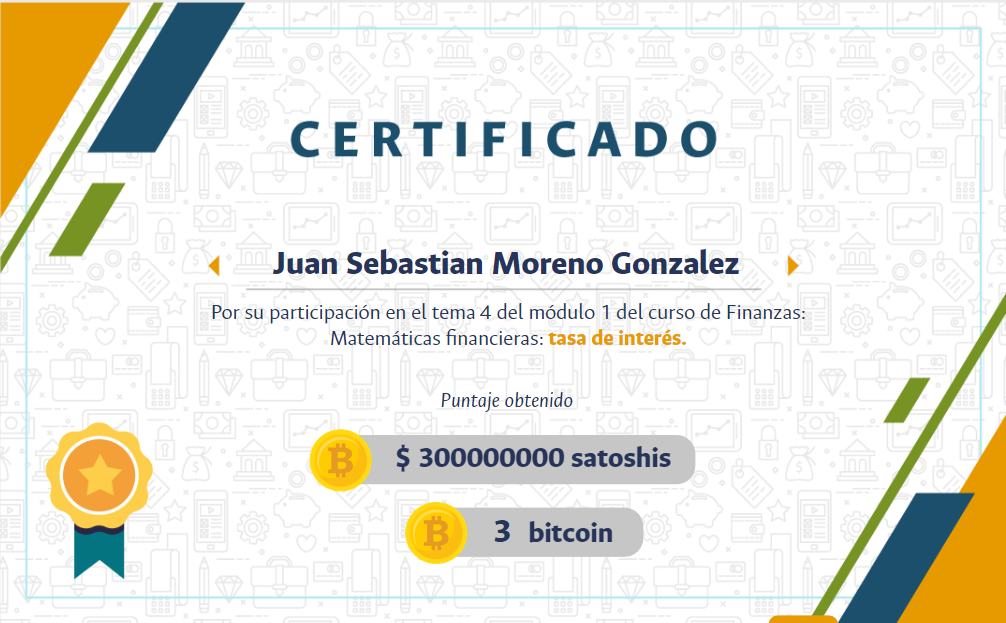 CERTIFICADO
Juan Sebastian Moreno Gonzalez
Por su participación en el tema 4 del módulo 1 del curso de Finanzas:
Matemáticas financieras: tasa de interés.
Puntaje obtenido
$ 300000000 satoshis
3 bitcoin